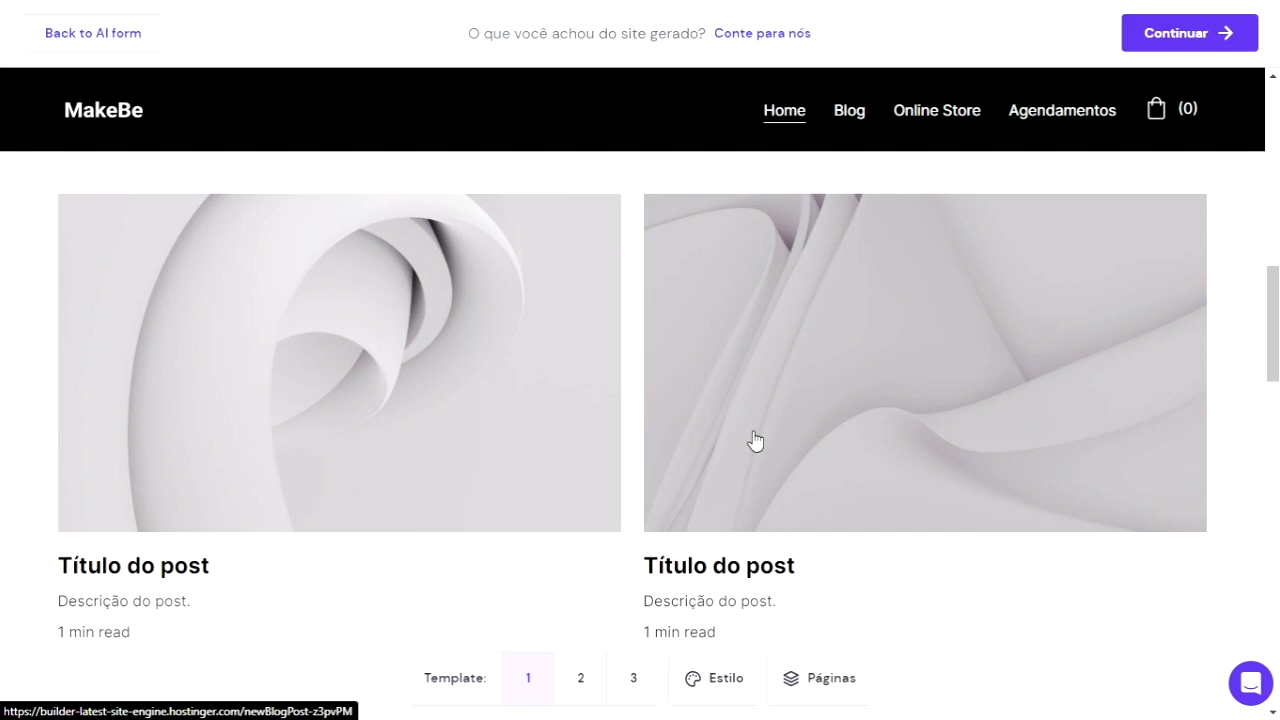 Back to AI form
O que você achou do site gerado? Conte para nós
Continuar
MakeBe
Home Blog Online Store Agendamentos (0)
Título do post
Descrição do post.
1 min read
Título do post
Descrição do post.
1 min read
Template: 1 2 3 Estilo Páginas
https://builder-latest-site-engine.hostinger.com/newBlogPost-z3pvPM